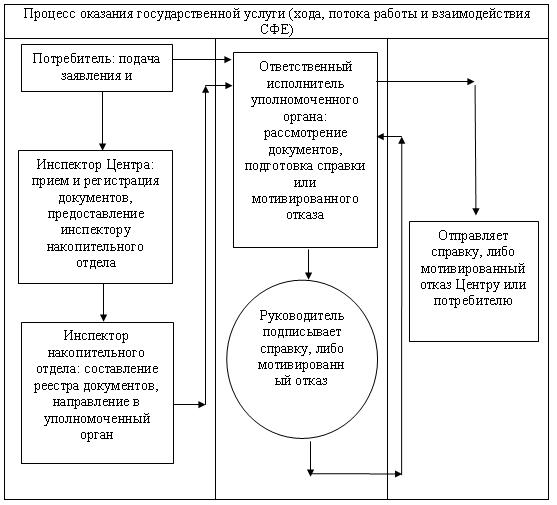 Процесс оказания государственной услуги (хода, потока работы и взаимодействия
СФЕ)
Потребитель: подача
заявления и
Инспектор Центра:
прием и регистрация
документов,
предоставление
инспектору
накопительного
отдела
Инспектор
накопительного
отдела: составление
реестра документов,
направление в
уполномоченный
орган
Ответственный
исполнитель
уполномоченного
органа:
рассмотрение
документов,
подготовка справки
или
мотивированного
отказа
Руководитель
подписывает
справку, либо
мотивированн
ый отказ
Отправляет
справку, либо
мотивированный
отказ Центру или
потребителю